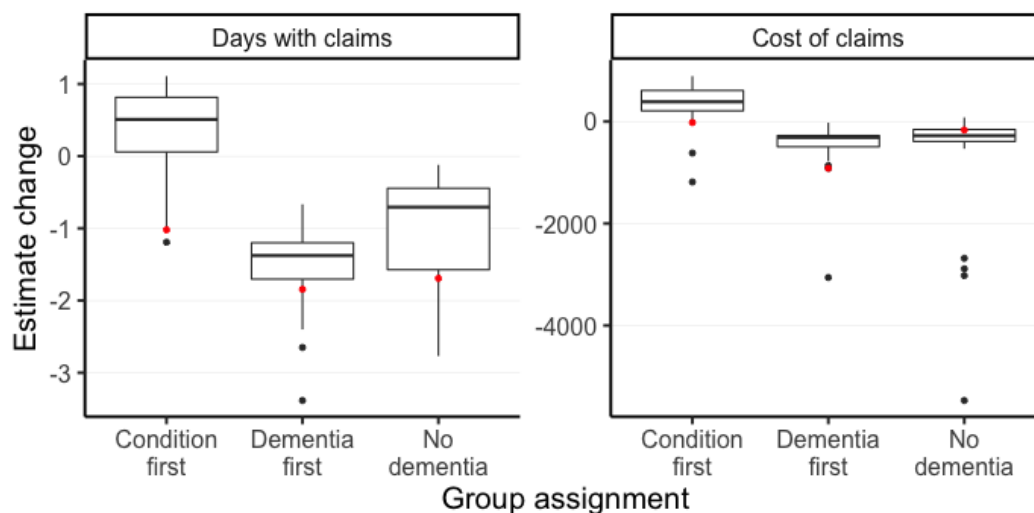 Days with claims
Cost of claims
Estimate change
1
0
-1
-2
-3
0
-2000
-4000
Condition first
Dementia first
No dementia
Condition first
Dementia first
No dementia
Group assignment